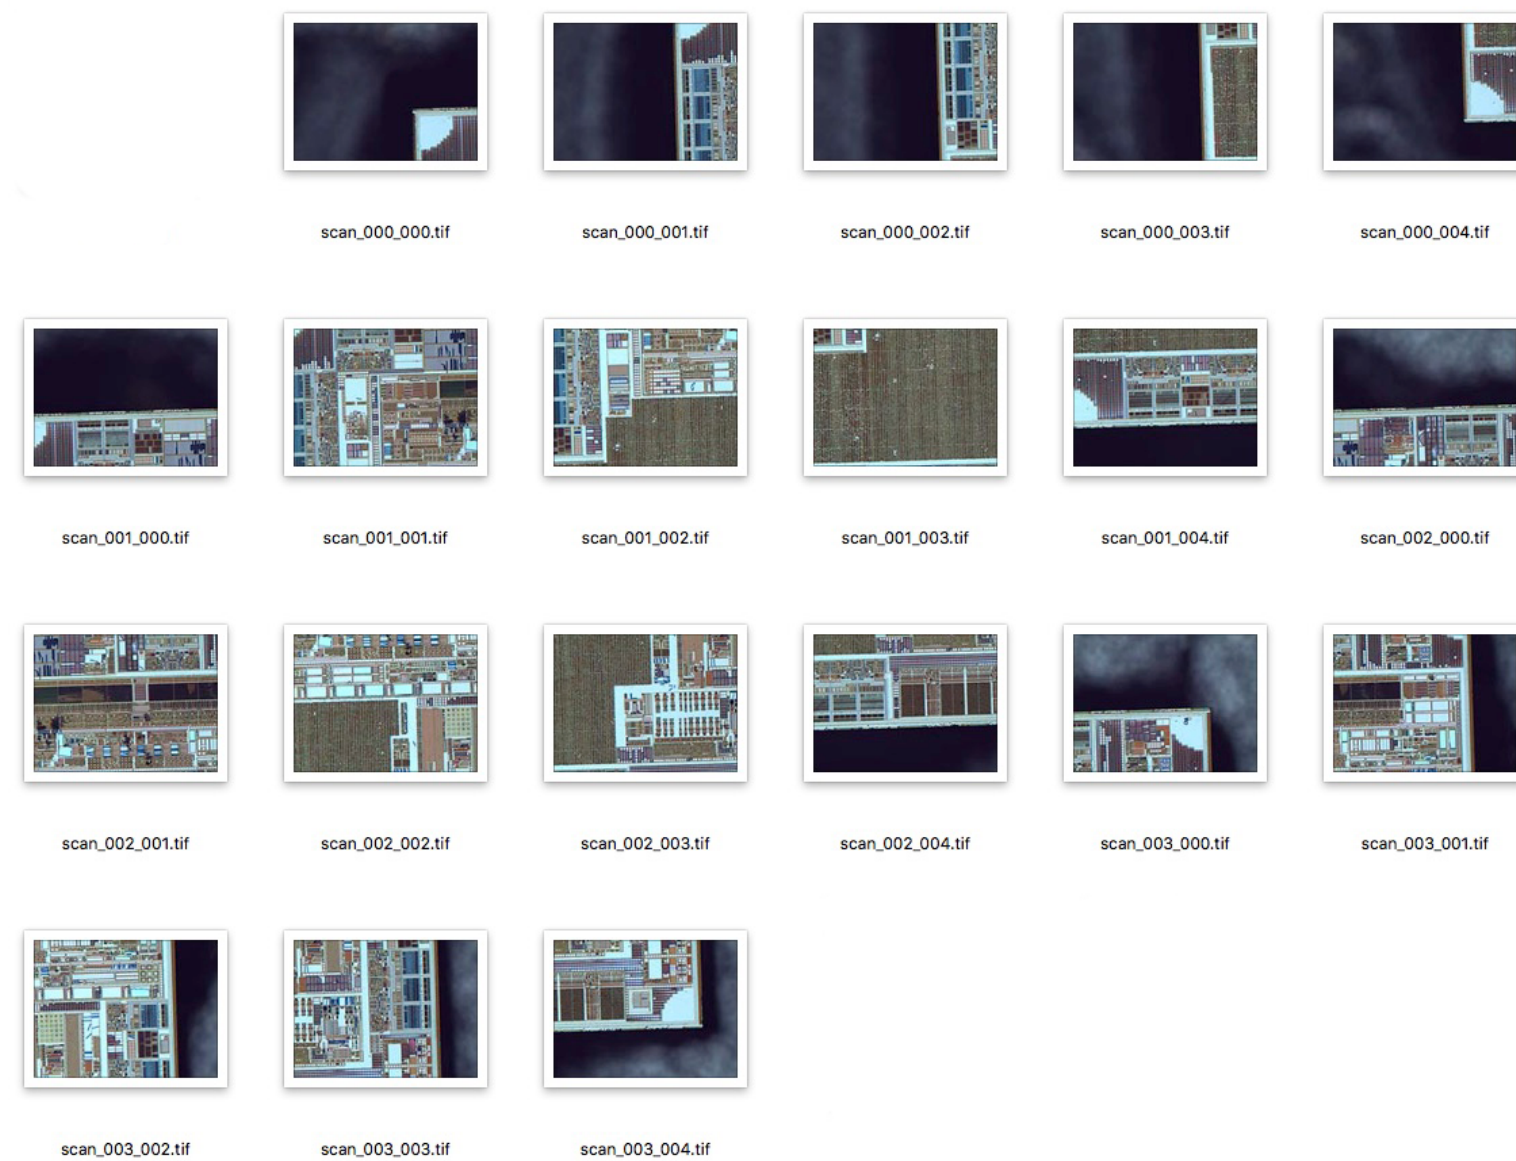 scan_000_000.tif
scan_000_001.tif
scan_000_002.tif
scan_000_003.tif
scan_000_004.tif
scan_001_000.tif
scan_001_001.tif
scan_001_002.tif
scan_001_003.tif
scan_001_004.tif
scan_002_000.tif
scan_002_001.tif
scan_002_002.tif
scan_002_003.tif
scan_002_004.tif
scan_003_000.tif
scan_003_001.tif
scan_003_002.tif
scan_003_003.tif
scan_003_004.tif